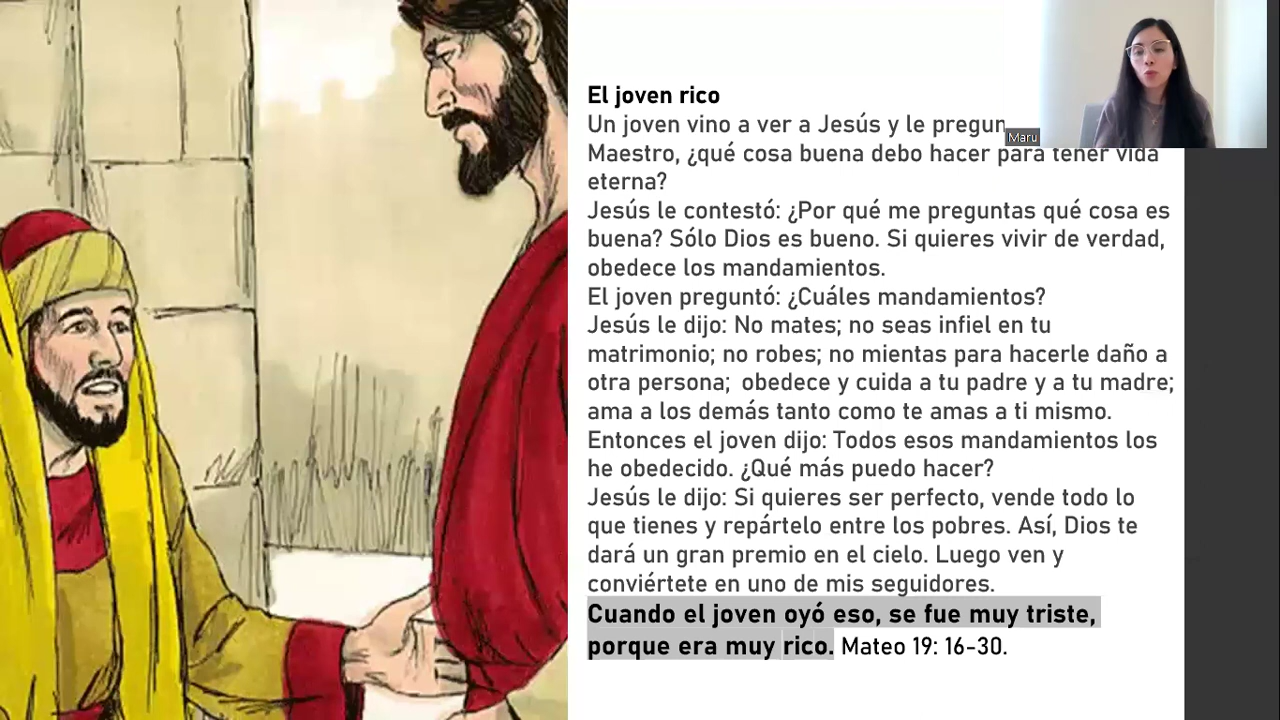 El joven rico
Un joven vino a ver a Jesús y le
Maestro, ¿qué cosa buena debo hacer para tener vida
eterna?
Jesús le contestó: ¿Por qué me preguntas qué cosa es
buena? Sólo Dios es bueno. Si quieres vivir de verdad,
obedece los mandamientos.
El joven preguntó: ¿Cuáles mandamientos?
Jesús le dijo: No mates; no seas infiel en tu
matrimonio; no robes; no mientas para hacerle daño a
otra persona; obedece y cuida a tu padre y a tu madre;
ama a los demás tanto como te amas a ti mismo.
Entonces el joven dijo: Todos esos mandamientos los
he obedecido. ¿Qué más puedo hacer?
Jesús le dijo: Si quieres ser perfecto, vende todo lo
que tienes y repártelo entre los pobres. Así, Dios te
dará un gran premio en el cielo. Luego ven y
conviértete en uno de mis seguidores.
Cuando el joven oyó eso, se fue muy triste,
porque era muy rico. Mateo 19: 16-30.
Maru